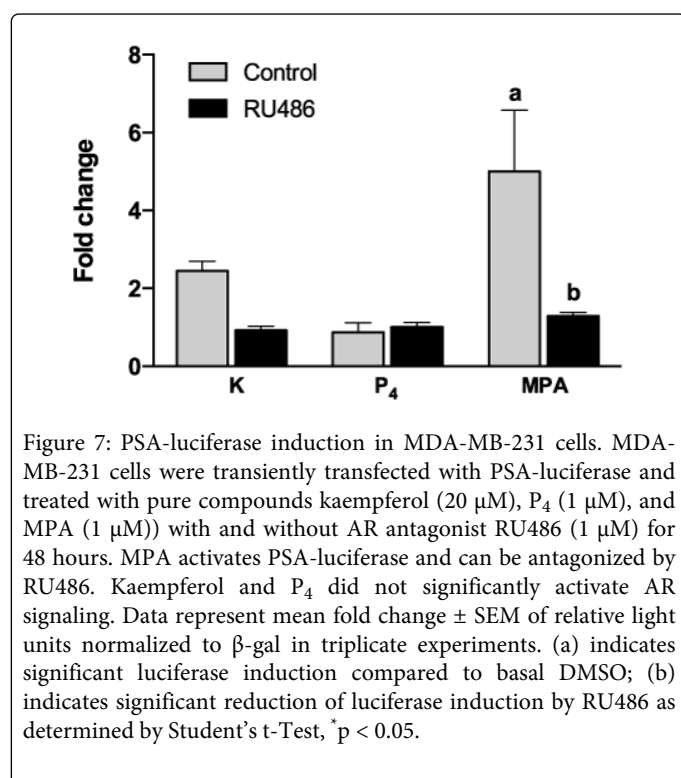 Control
RU486
Fold change
8
6
4
2
0
a
b
K
P₄
MPA
Figure 7: PSA-luciferase induction in MDA-MB-231 cells. MDA-
MB-231 cells were transiently transfected with PSA-luciferase and
treated with pure compounds kaempferol (20 μM), P₄ (1 μM), and
MPA (1 μM)) with and without AR antagonist RU486 (1 μM) for
48 hours. MPA activates PSA-luciferase and can be antagonized by
RU486. Kaempferol and P₄ did not significantly activate AR
signaling. Data represent mean fold change ± SEM of relative light
units normalized to β-gal in triplicate experiments. (a) indicates
significant luciferase induction compared to basal DMSO; (b)
indicates significant reduction of luciferase induction by RU486 as
determined by Student's t-Test, *p < 0.05.